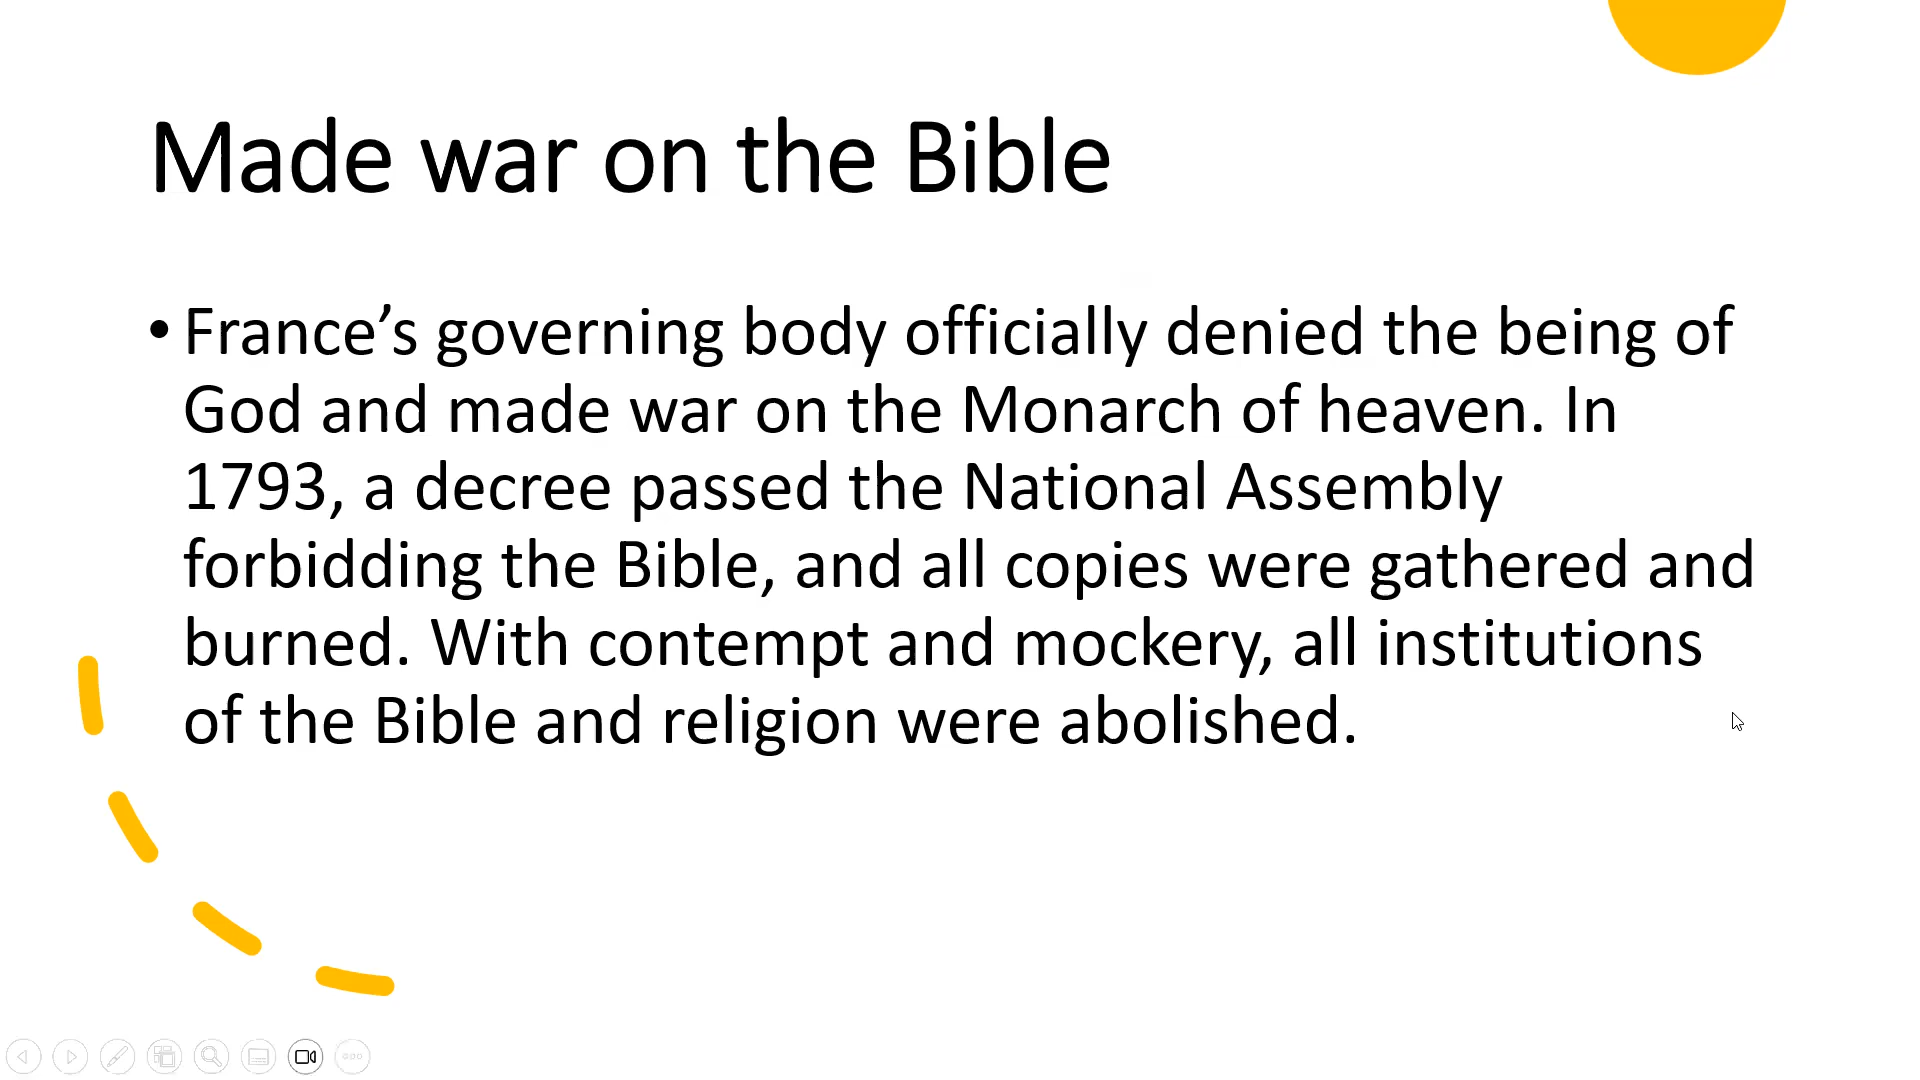 Made war on the Bible
• France’s governing body officially denied the being of
God and made war on the Monarch of heaven. In
1793, a decree passed the National Assembly
forbidding the Bible, and all copies were gathered and
burned. With contempt and mockery, all institutions
of the Bible and religion were abolished.